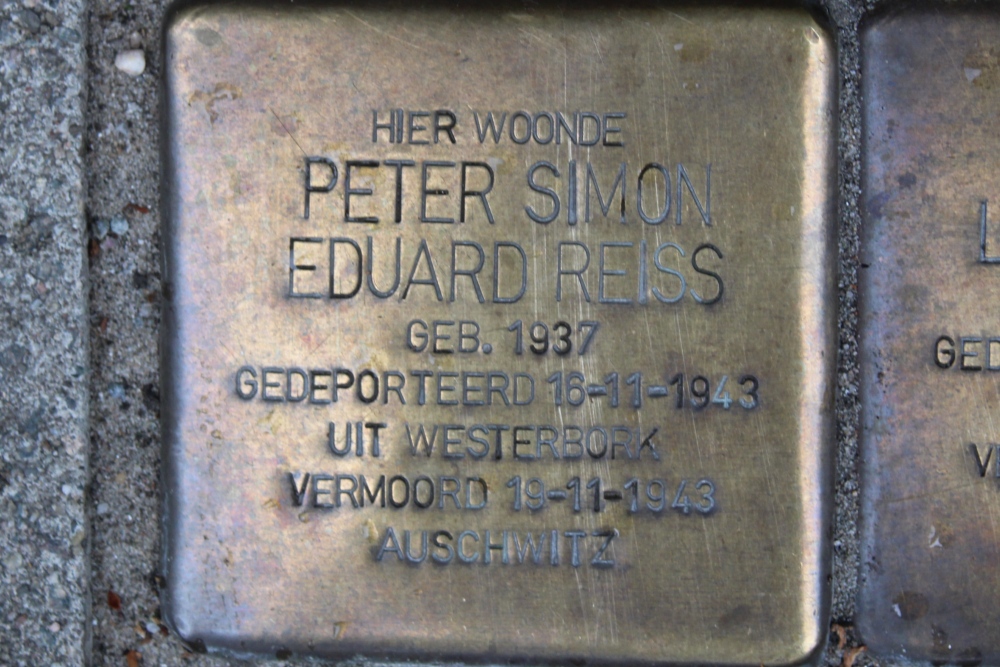 HIER WOONDE
PETER SIMON
EDUARD REISS
GEB. 1937
GEDEPORTEERD 16-11-1943
UIT WESTERBORK
VERMOORD 19-11-1943
AUSCHWITZ